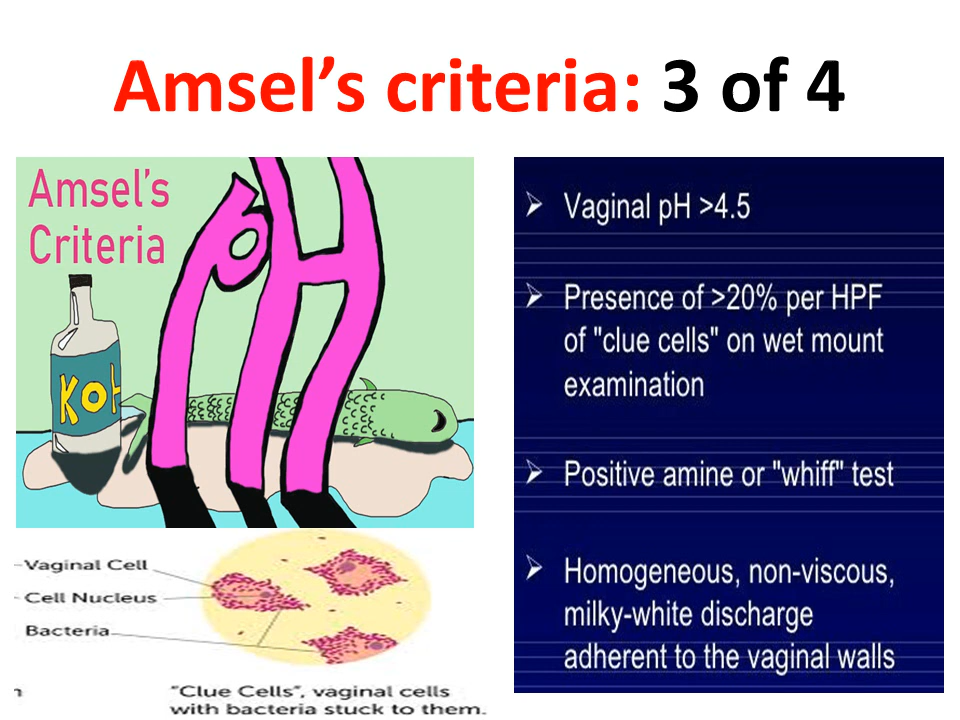 Amsel’s criteria: 3 of 4
Amsel’s
Criteria
pH
KOH
Vaginal Cell
Cell Nucleus
Bacteria
n
"Clue Cells", vaginal cells
with bacteria stuck to them.
➤ Vaginal pH >4.5
➤ Presence of >20% per HPF
of "clue cells" on wet mount
examination
➤ Positive amine or "whiff" test
➤ Homogeneous, non-viscous,
milky-white discharge
adherent to the vaginal walls